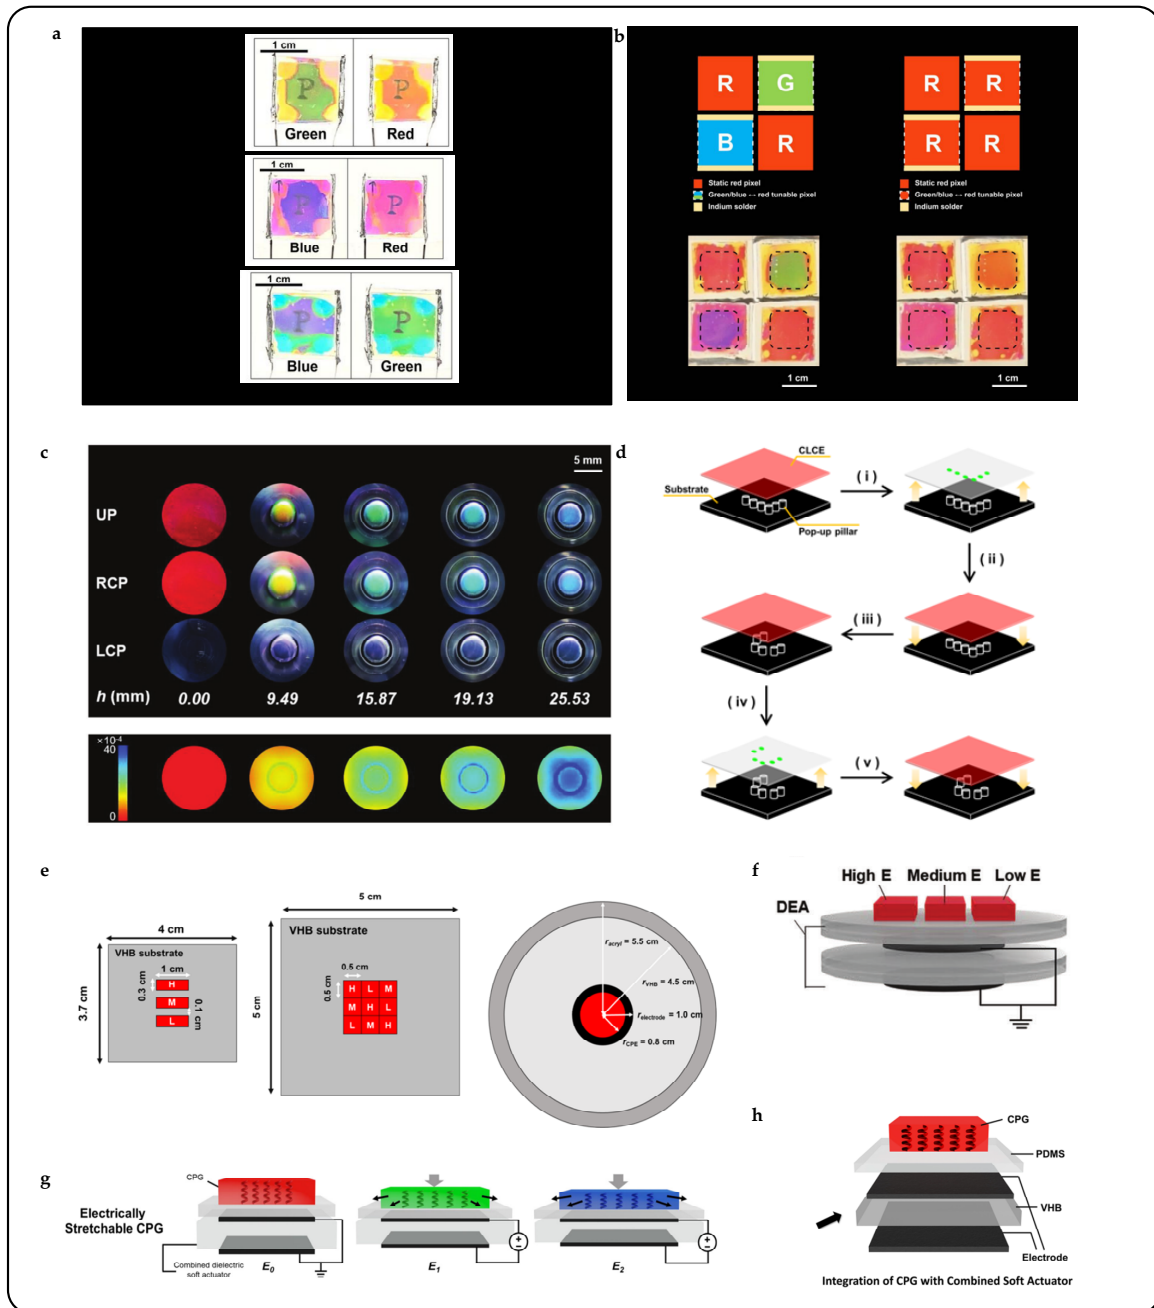 a
1 cm
P
P
Green
Red
1 cm
P
P
Blue
Red
1 cm
P
P
Blue
Green
b
R
G
B
R
Static red pixel
Green/blue ↔ red tunable pixel
Indium solder
R
R
R
R
Static red pixel
Green/blue ↔ red tunable pixel
Indium solder
1 cm
1 cm
c
5 mm
UP
RCP
LCP
h (mm) 0.00 9.49 15.87 19.13 25.53
×10⁻⁴
40
0
d
CLCE
Substrate
Pop-up pillar
( i )
( ii )
( iii )
( iv )
( v )
e
4 cm
3.7 cm
VHB substrate
1 cm
0.3 cm
H
M
0.1 cm
L
5 cm
5 cm
VHB substrate
0.5 cm
0.5 cm
H L M
M H L
L M H
r acryl = 5.5 cm
r VHB = 4.5 cm
r electrode = 1.0 cm
r CPE = 0.8 cm
f
High E Medium E Low E
DEA
g
CPG
Electrically
Stretchable CPG
Combined dielectric
soft actuator
E₀
E₁
E₂
h
CPG
PDMS
VHB
Electrode
Integration of CPG with Combined Soft Actuator